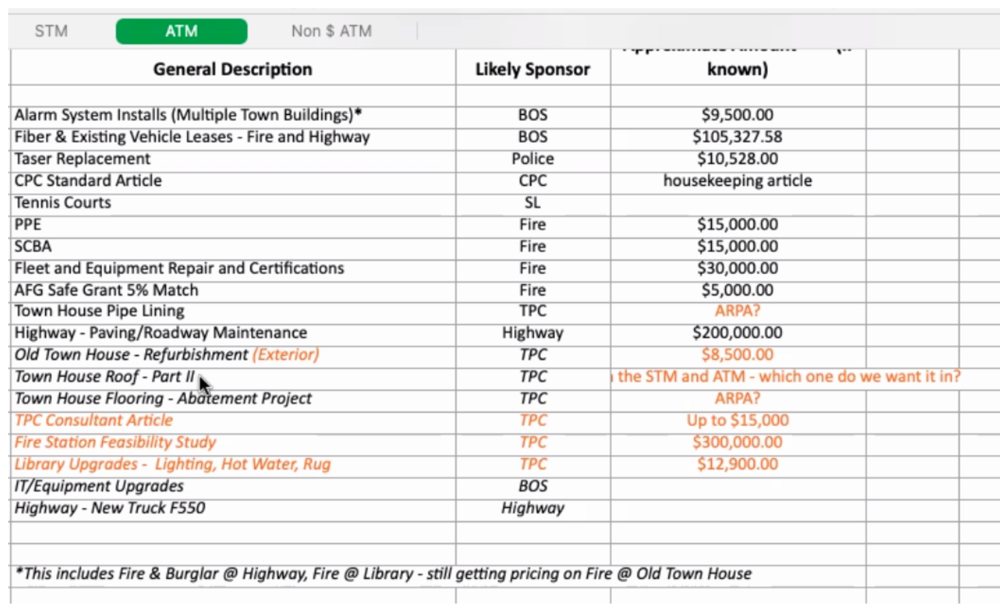 STM ATM Non $ ATM
General Description Likely Sponsor known)
Alarm System Installs (Multiple Town Buildings)* BOS $9,500.00
Fiber & Existing Vehicle Leases - Fire and Highway BOS $105,327.58
Taser Replacement Police $10,528.00
CPC Standard Article CPC housekeeping article
Tennis Courts SL
PPE Fire $15,000.00
SCBA Fire $15,000.00
Fleet and Equipment Repair and Certifications Fire $30,000.00
AFG Safe Grant 5% Match Fire $5,000.00
Town House Pipe Lining TPC ARPA?
Highway - Paving/Roadway Maintenance Highway $200,000.00
Old Town House - Refurbishment (Exterior) TPC $8,500.00
Town House Roof - Part II TPC the STM and ATM - which one do we want it in?
Town House Flooring - Abatement Project TPC ARPA?
TPC Consultant Article TPC Up to $15,000
Fire Station Feasibility Study TPC $300,000.00
Library Upgrades - Lighting, Hot Water, Rug TPC $12,900.00
IT/Equipment Upgrades BOS
Highway - New Truck F550 Highway
*This includes Fire & Burglar @ Highway, Fire @ Library - still getting pricing on Fire @ Old Town House